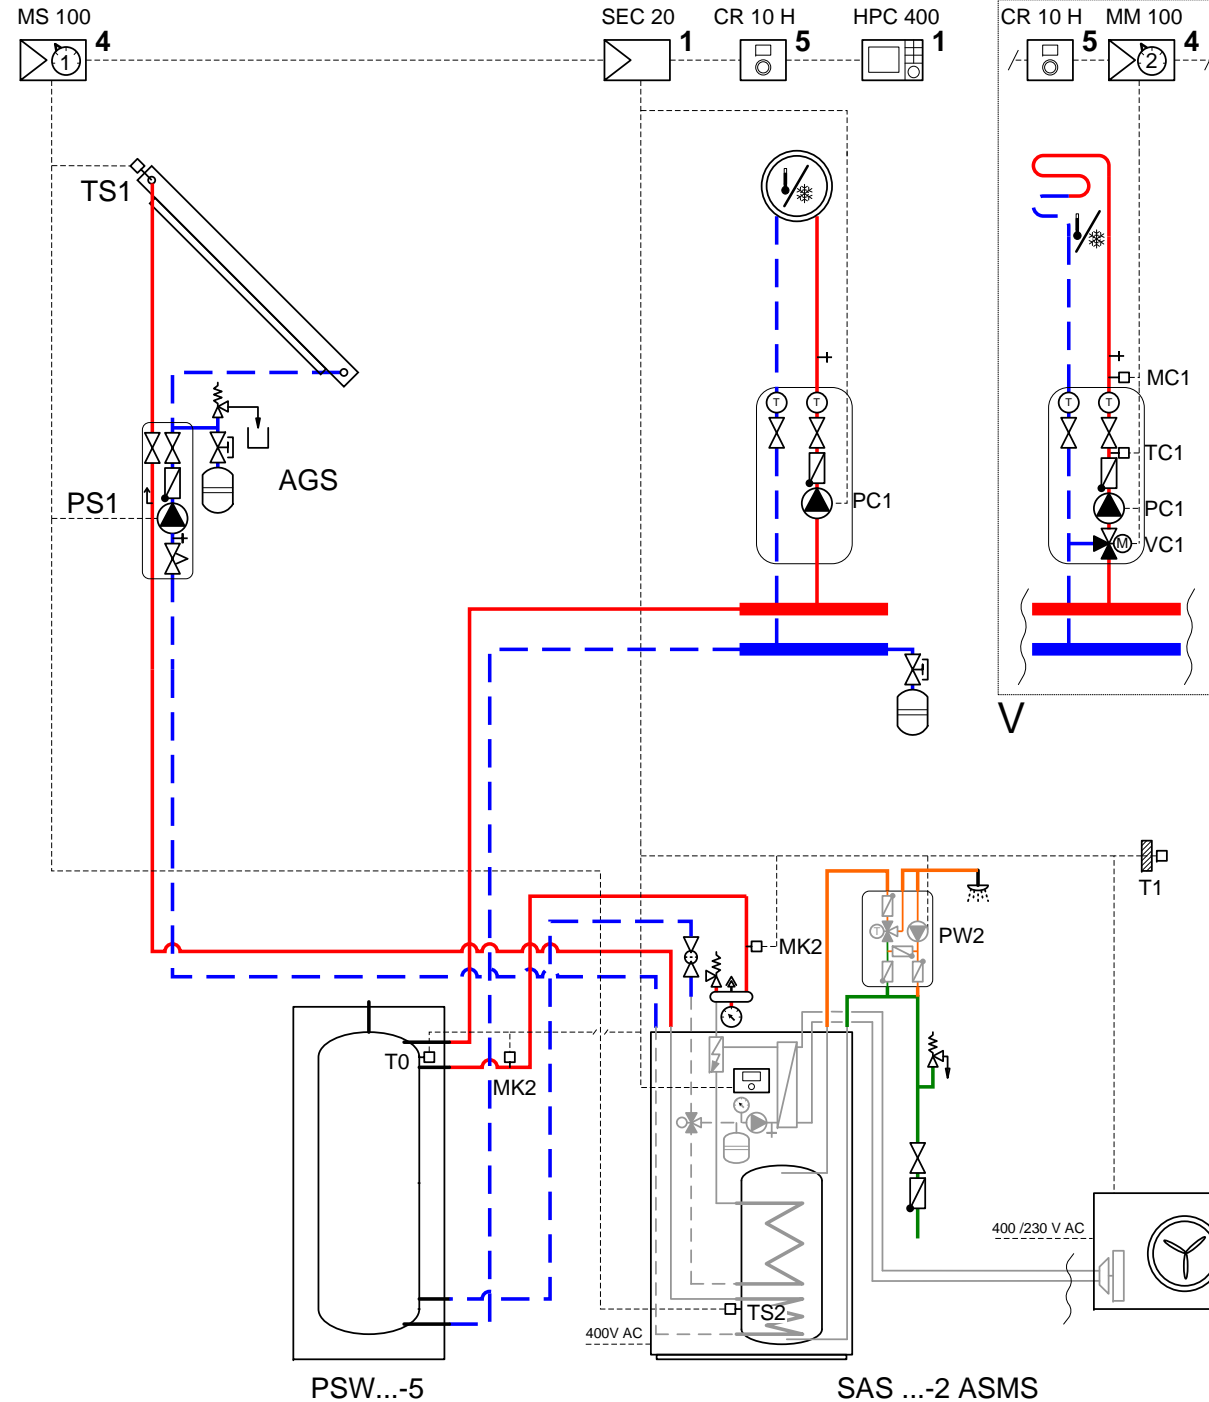 MS 100 SEC 20 CR 10 H HPC 400 CR 10 H MM 100
4 1 5 1 5 4
1 2
TS1
MC1
T T T T
TC1
AGS
PS1 PC1 PC1
M VC1
V
T1
PW2
T
MK2
T0
MK2
400 /230 V AC
TS2
400V AC
PSW...-5 SAS ...-2 ASMS